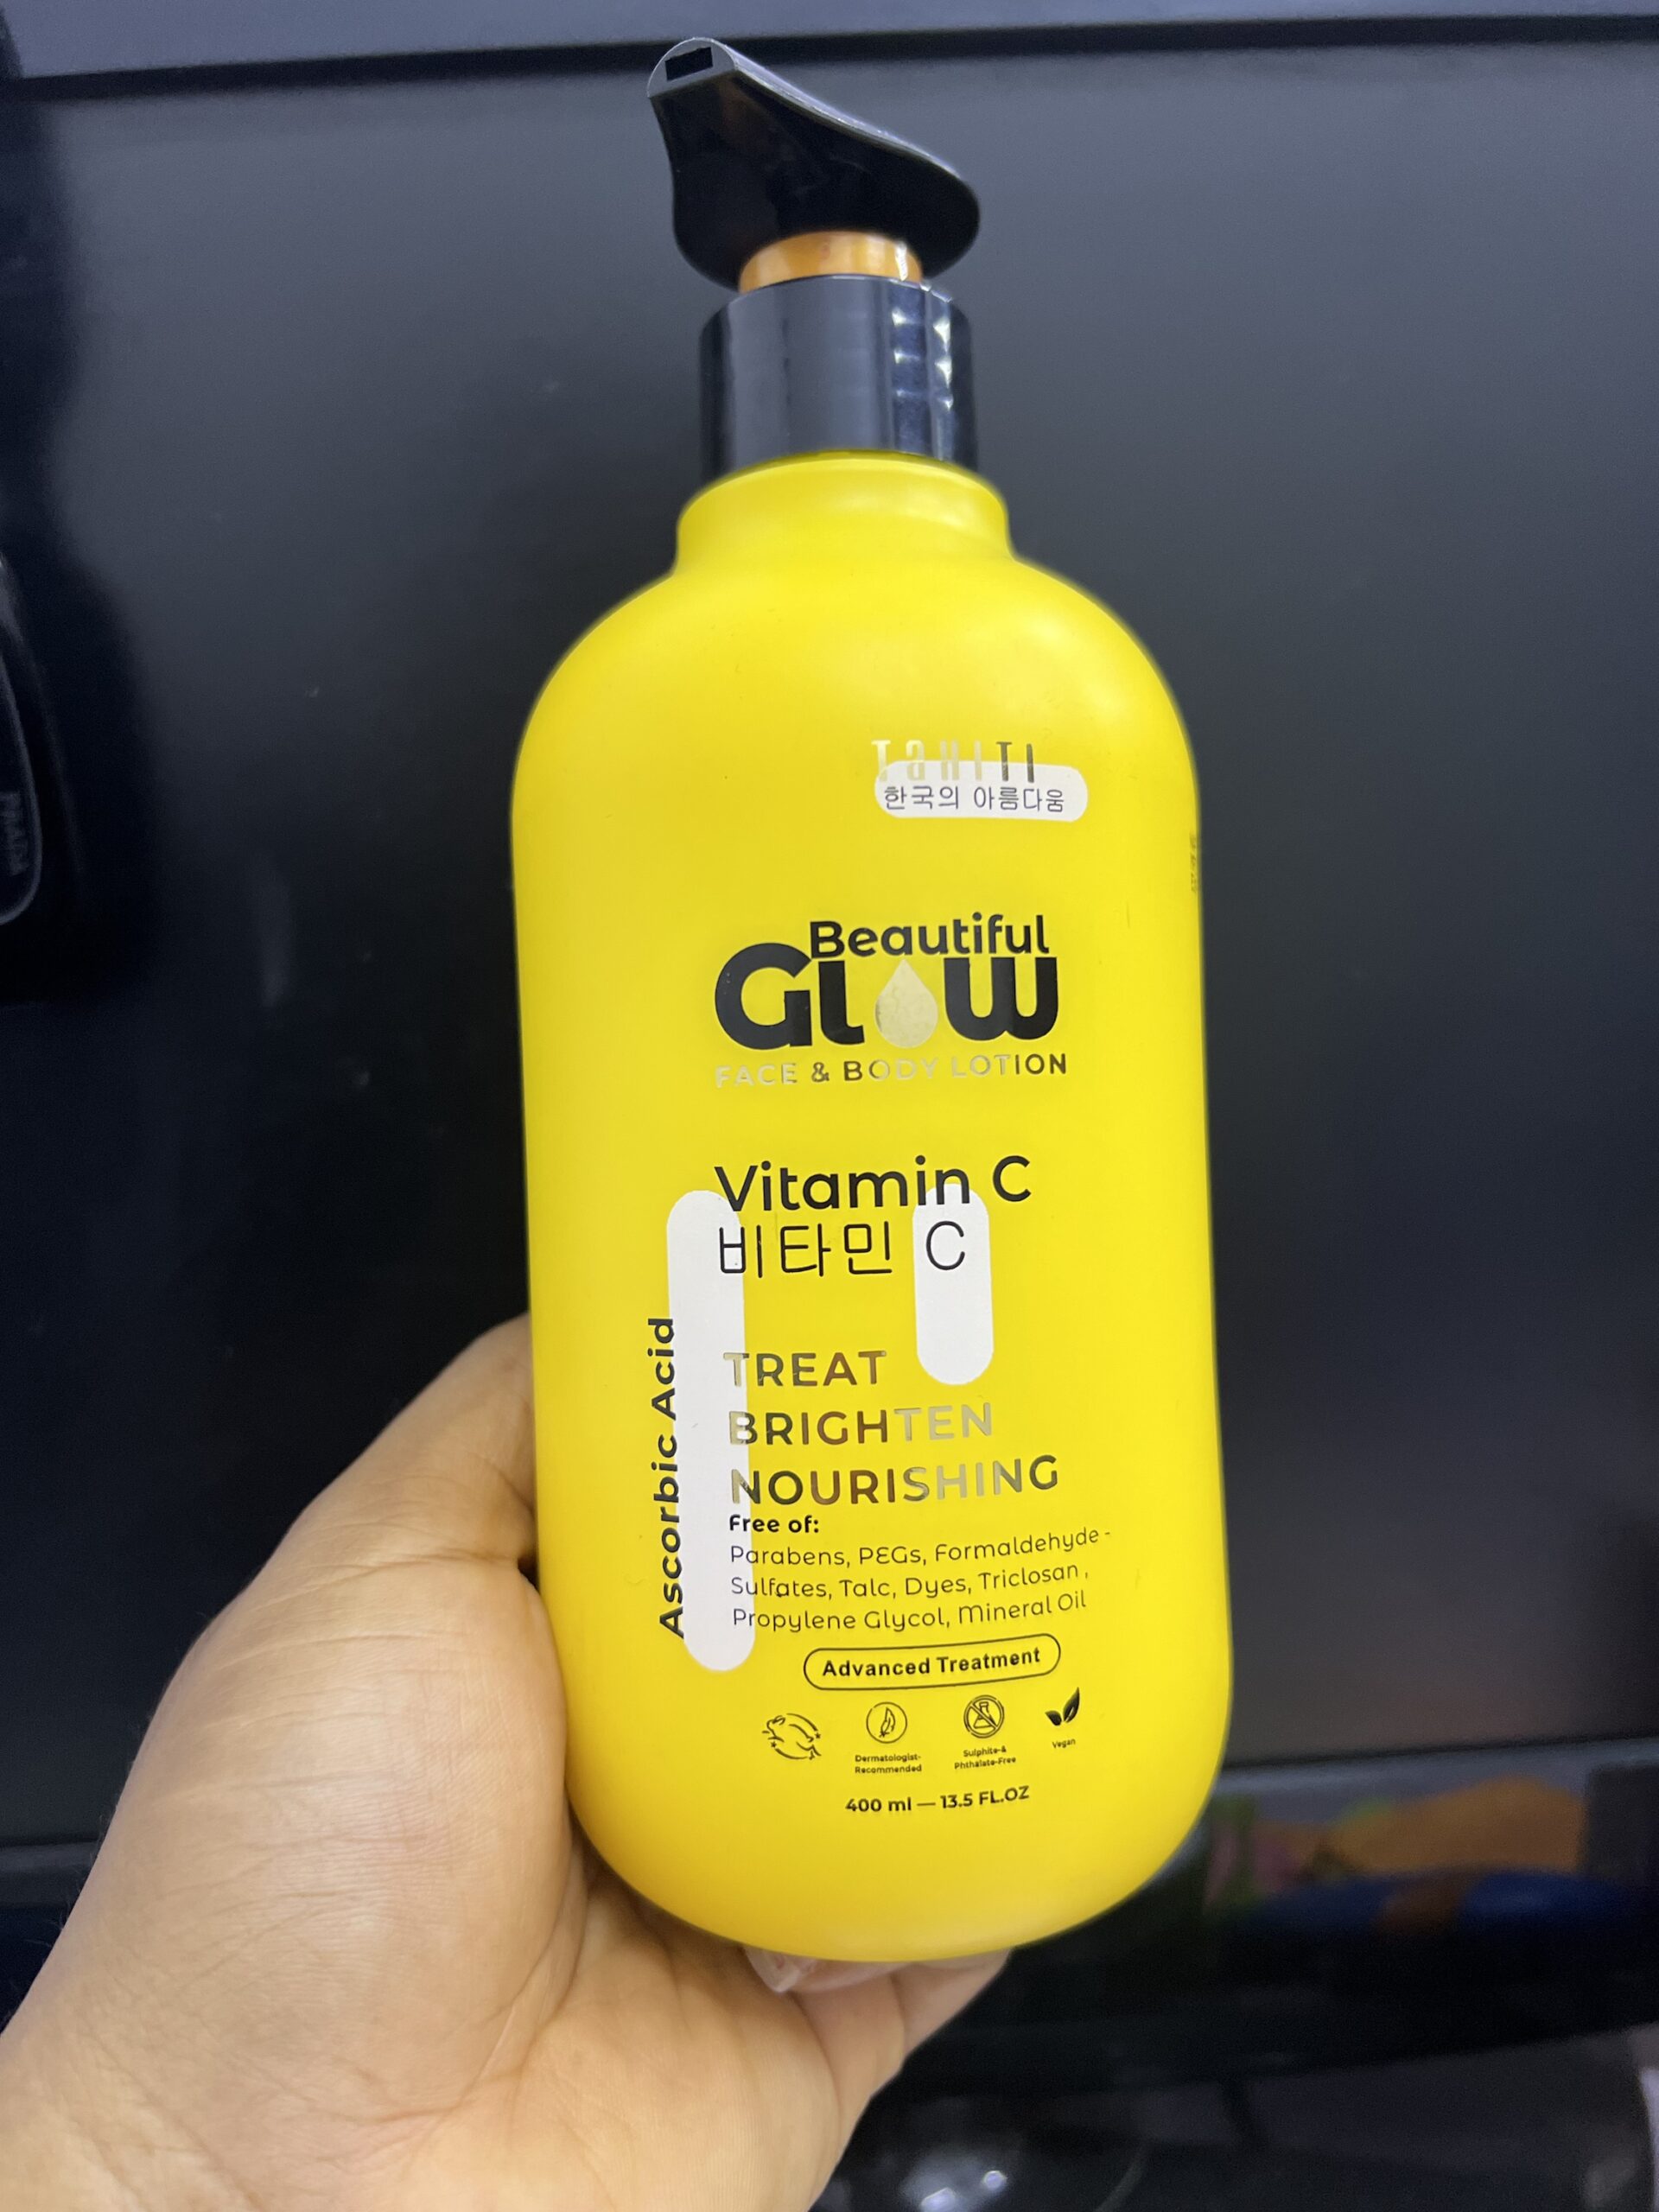 TaHITI
한국의 아름다움
Beautiful
GLOW
FACE & BODY LOTION
Vitamin C
비타민 C
Ascorbic Acid
TREAT
BRIGHTEN
NOURISHING
Free of:
Parabens, PEGs, Formaldehyde -
Sulfates, Talc, Dyes, Triclosan ,
Propylene Glycol, Mineral Oil
Advanced Treatment
Dermatologist-
Recommended
Sulphite-&
Phthalate-Free
Vegan
400 ml — 13.5 FL.OZ